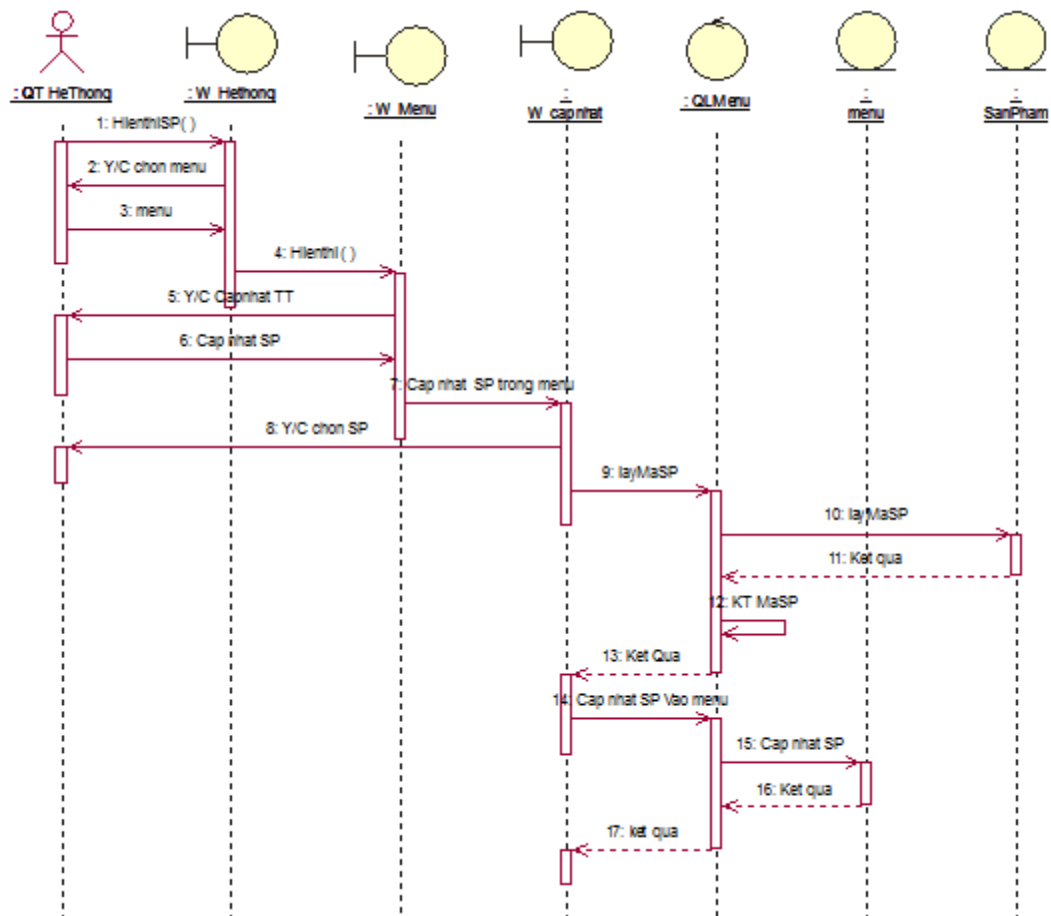 : QT HeThong
: W_Hethong
: W_Menu
:
W_capnhat
: QLMenu
:
menu
:
SanPham
1: HienthiSP( )
2: Y/C chon menu
3: menu
4: Hienthi ( )
5: Y/C Capnhat TT
6: Cap nhat SP
7: Cap nhat SP trong menu
8: Y/C chon SP
9: layMaSP
10: layMaSP
11: Ket qua
12: KT MaSP
13: Ket Qua
14: Cap nhat SP Vao menu
15: Cap nhat SP
16: Ket qua
17: ket qua